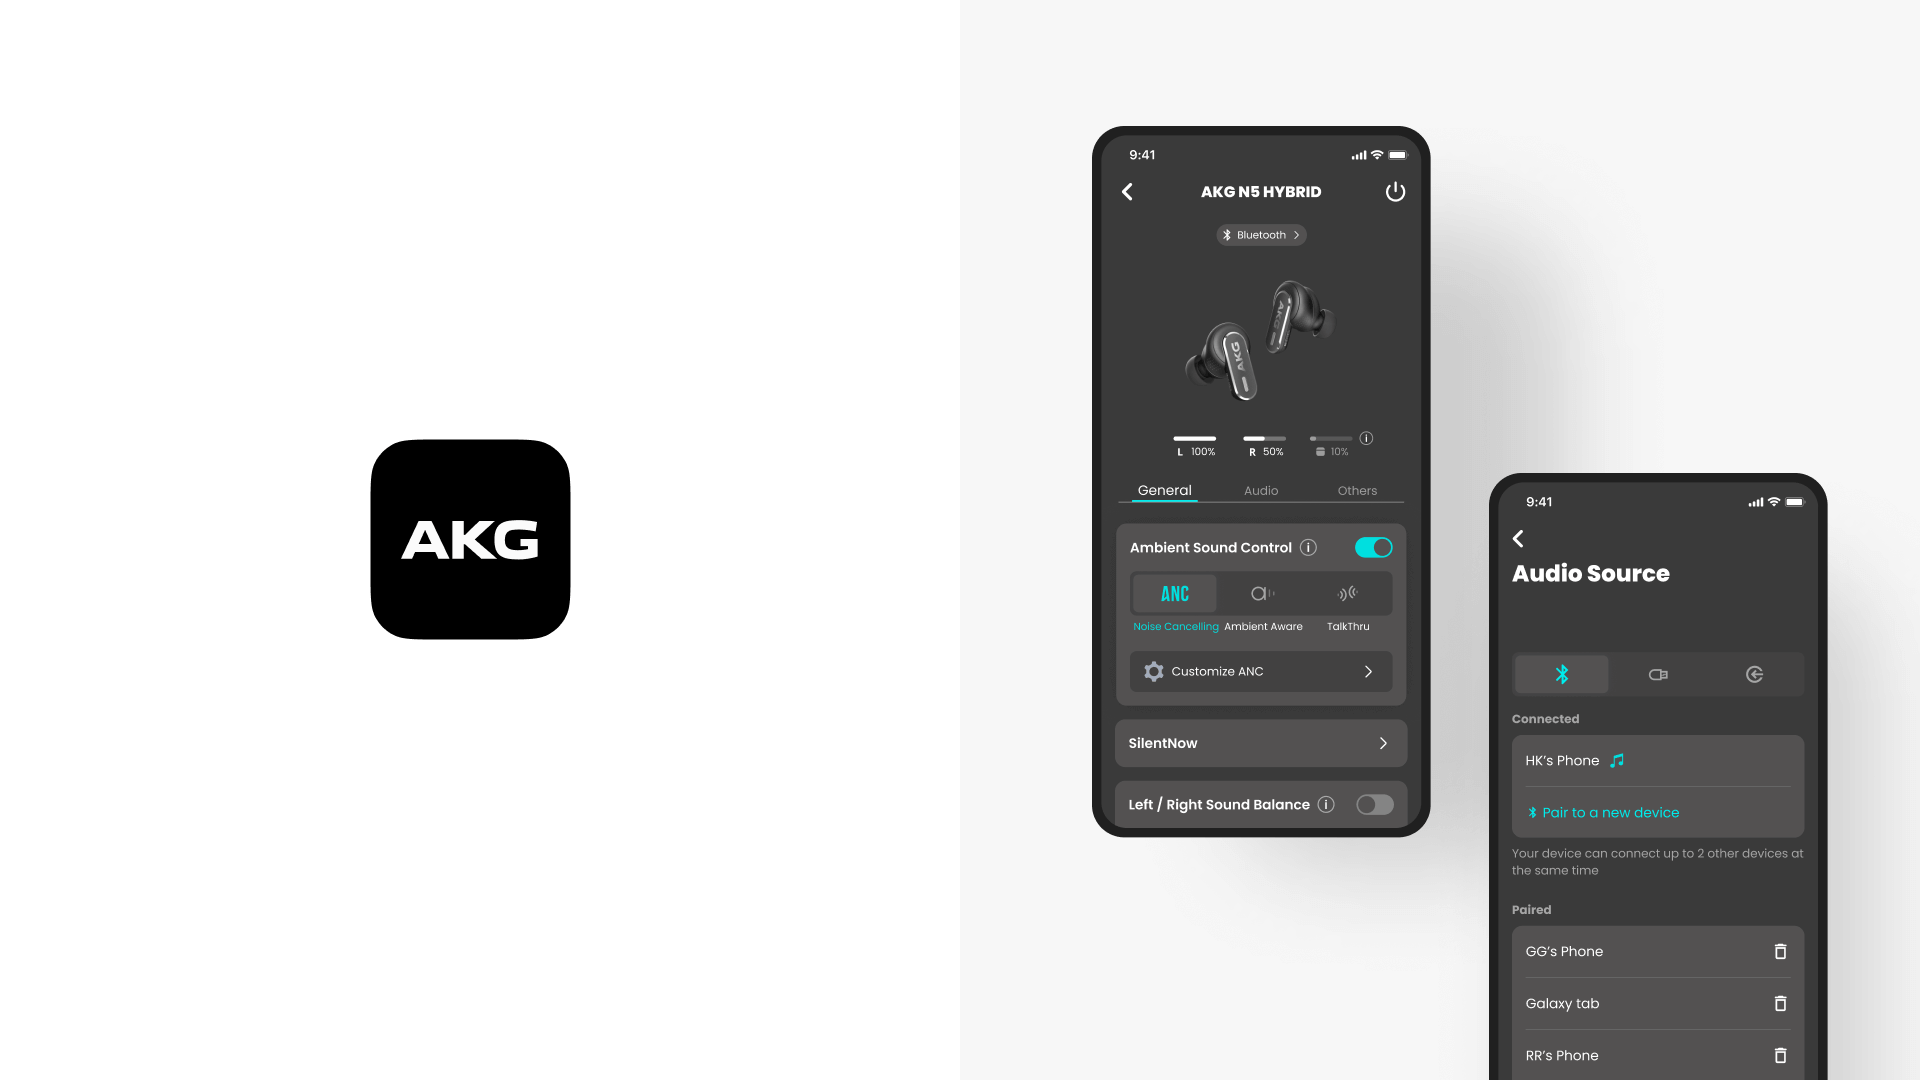 AKG
9:41
AKG N5 HYBRID
Bluetooth
AKG
AKG
L 100% R 50% 10%
General Audio Others
Ambient Sound Control
ANC
Noise Cancelling Ambient Aware TalkThru
Customize ANC
SilentNow
Left / Right Sound Balance
9:41
Audio Source
Connected
HK's Phone
Pair to a new device
Your device can connect up to 2 other devices at
the same time
Paired
GG's Phone
Galaxy tab
RR's Phone